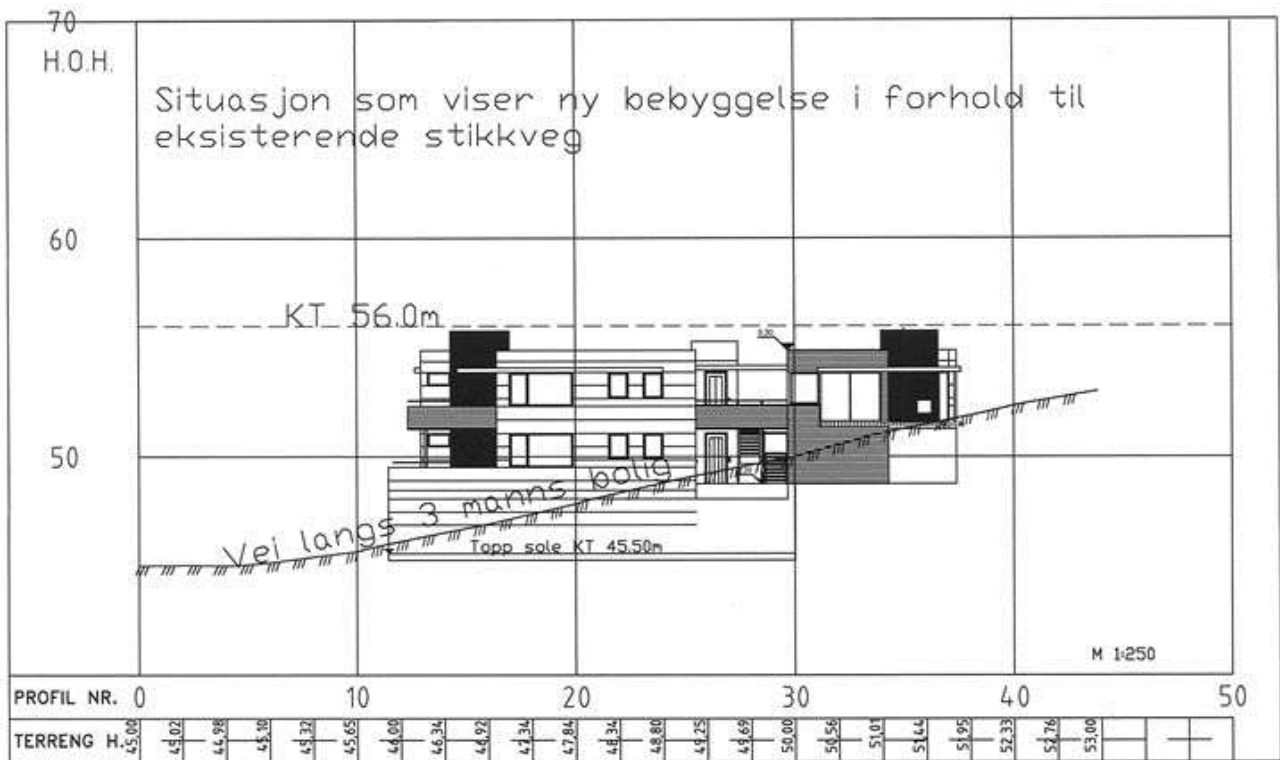 70
H.O.H.
Situasjon som viser ny bebyggelse i forhold til
eksisterende stikkveg
60
KT 56.0m
50
Vei langs 3 manns bolig
Topp sole KT 45.50m
M 1:250
PROFIL NR. 0 10 20 30 40 50
TERRENG H. 45,00 45,02 44,98 45,10 45,32 45,65 46,00 46,34 46,92 47,34 47,84 48,34 48,80 49,25 49,69 50,00 50,56 51,01 51,44 51,95 52,33 52,76 53,00